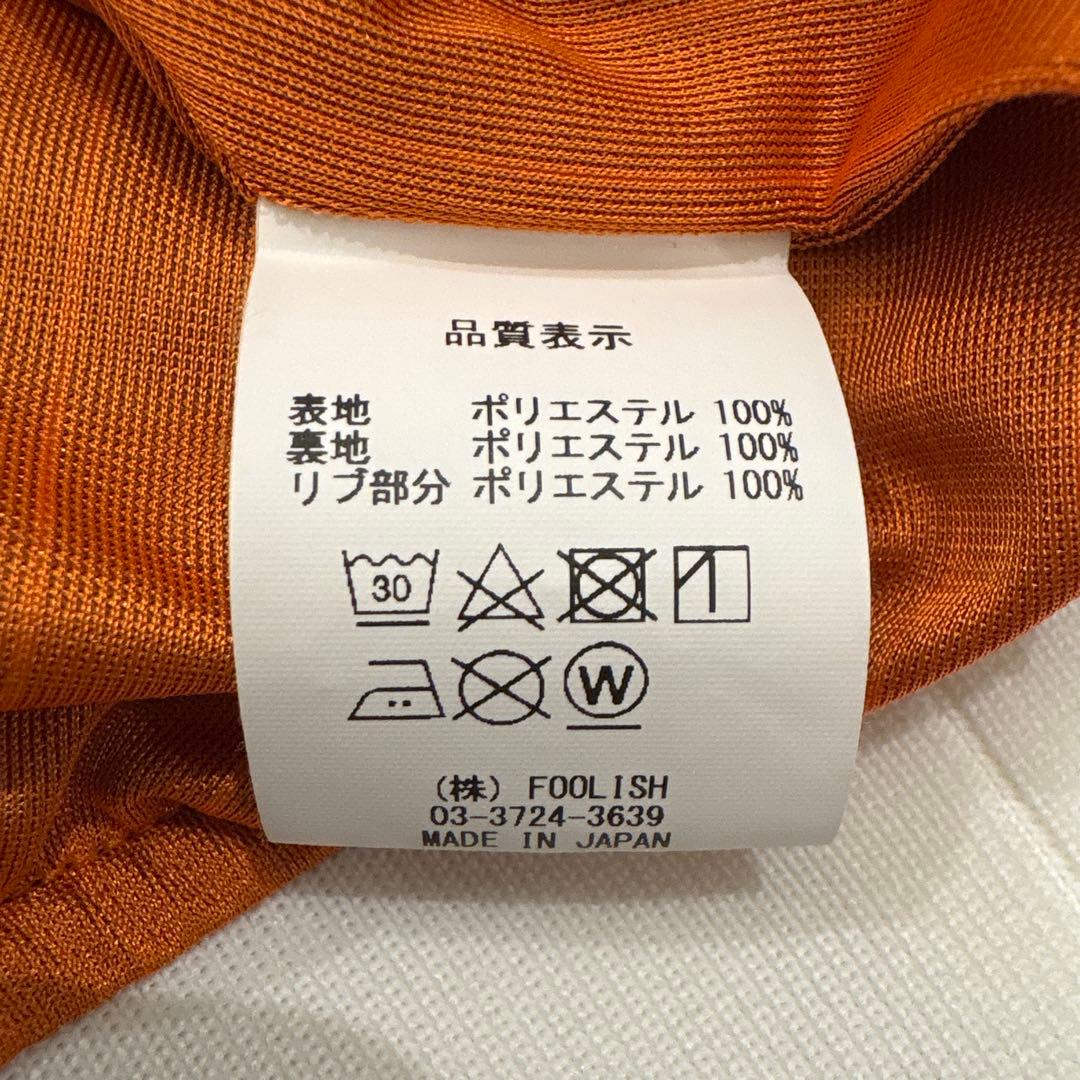 品質表示
表地 ポリエステル 100%
裏地 ポリエステル 100%
リブ部分 ポリエステル 100%
30
W
(株) FOOLISH
03-3724-3639
MADE IN JAPAN